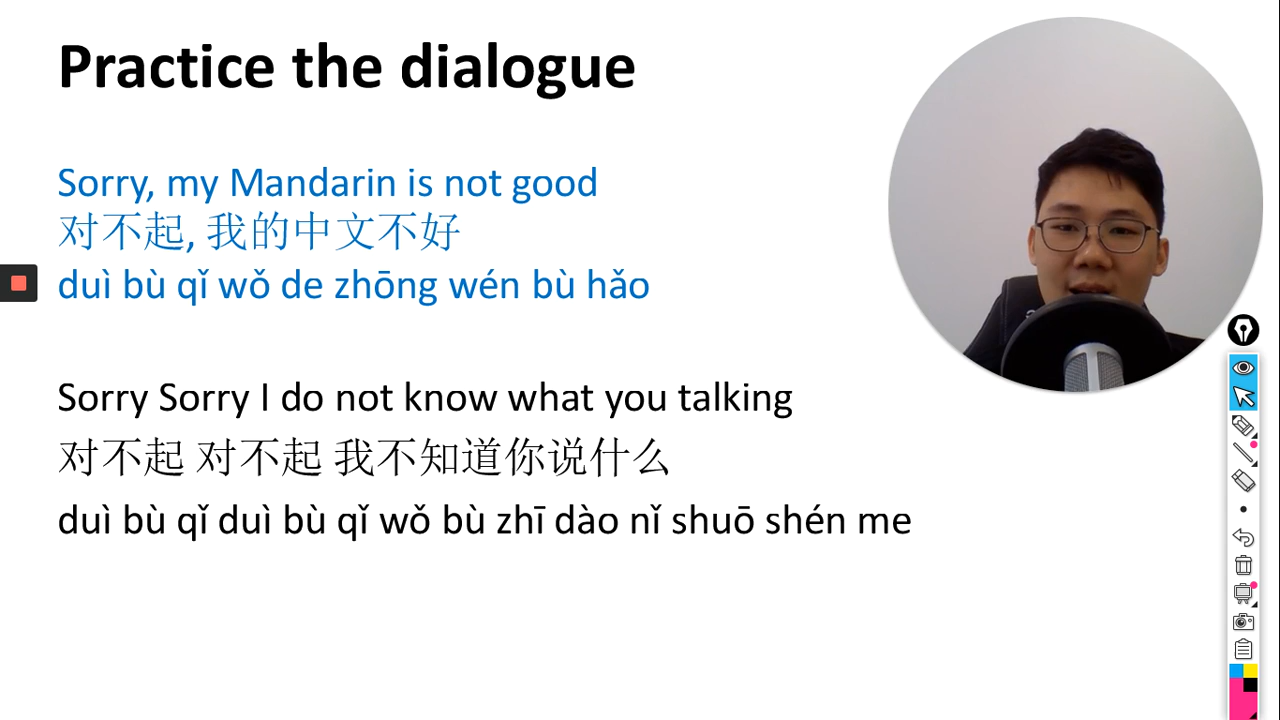 Practice the dialogue
Sorry, my Mandarin is not good
对不起, 我的中文不好
duì bù qǐ wǒ de zhōng wén bù hǎo
Sorry Sorry I do not know what you talking
对不起 对不起 我不知道你说什么
duì bù qǐ duì bù qǐ wǒ bù zhī dào nǐ shuō shén me